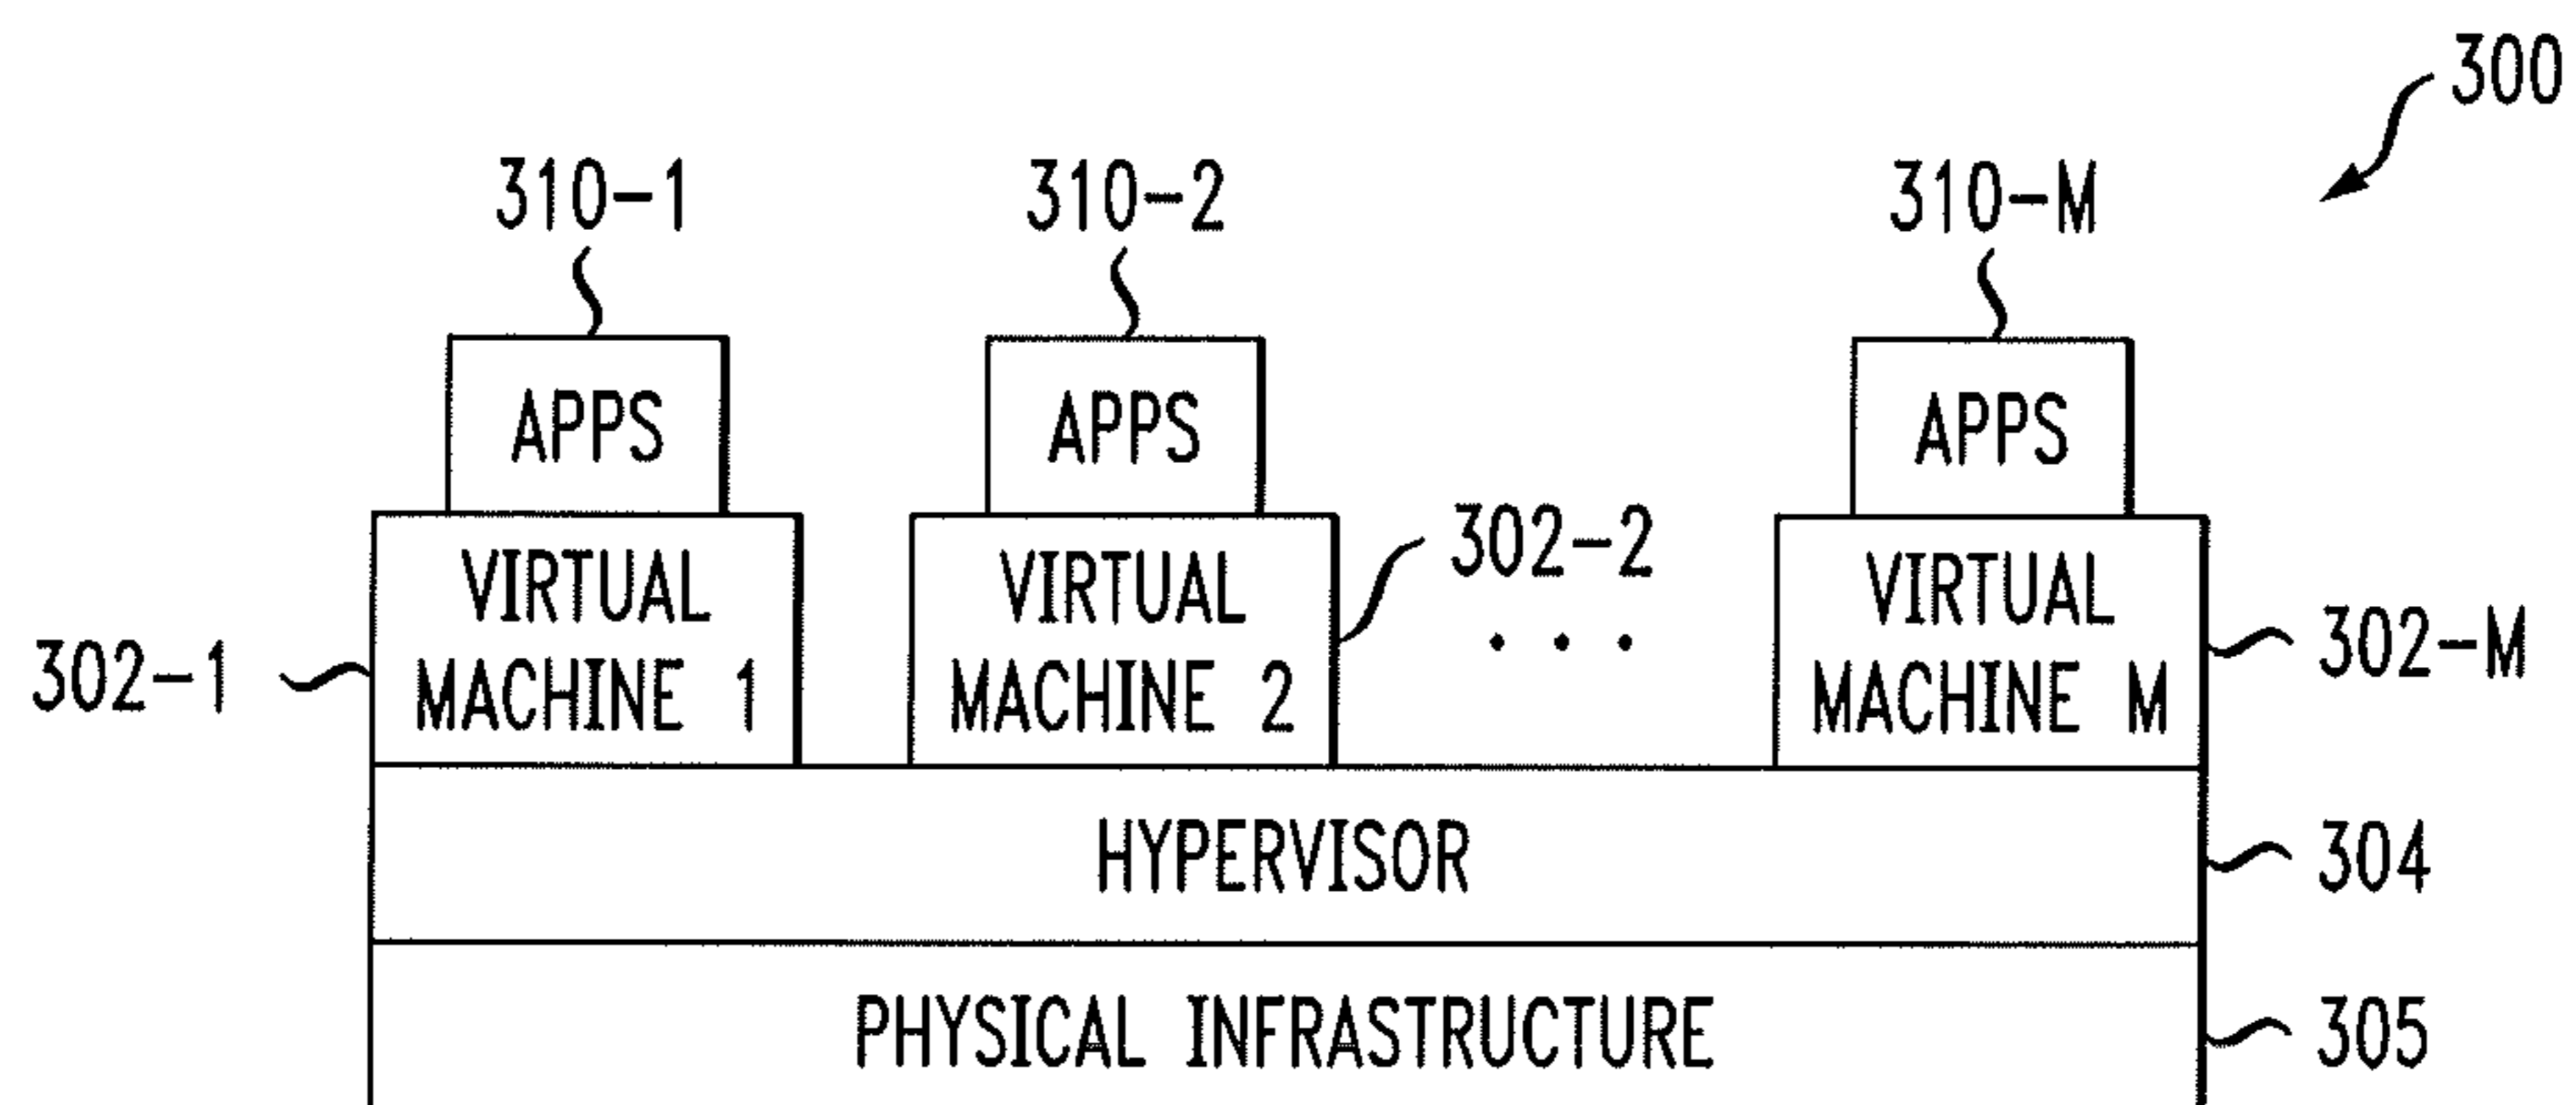 300
310-1
310-2
310-M
APPS
APPS
APPS
302-1
VIRTUAL
MACHINE 1
VIRTUAL
MACHINE 2
302-2
. . .
VIRTUAL
MACHINE M
302-M
HYPERVISOR
304
PHYSICAL INFRASTRUCTURE
305